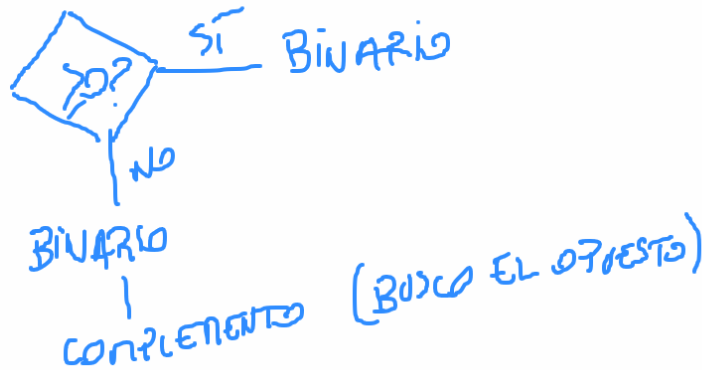 ≥0?
SÍ
BINARIO
NO
BINARIO
COMPLEMENTO (BUSCO EL OPUESTO)